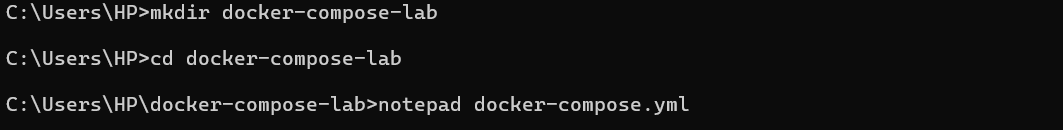 C:\Users\HP>mkdir docker-compose-lab
C:\Users\HP>cd docker-compose-lab
C:\Users\HP\docker-compose-lab>notepad docker-compose.yml